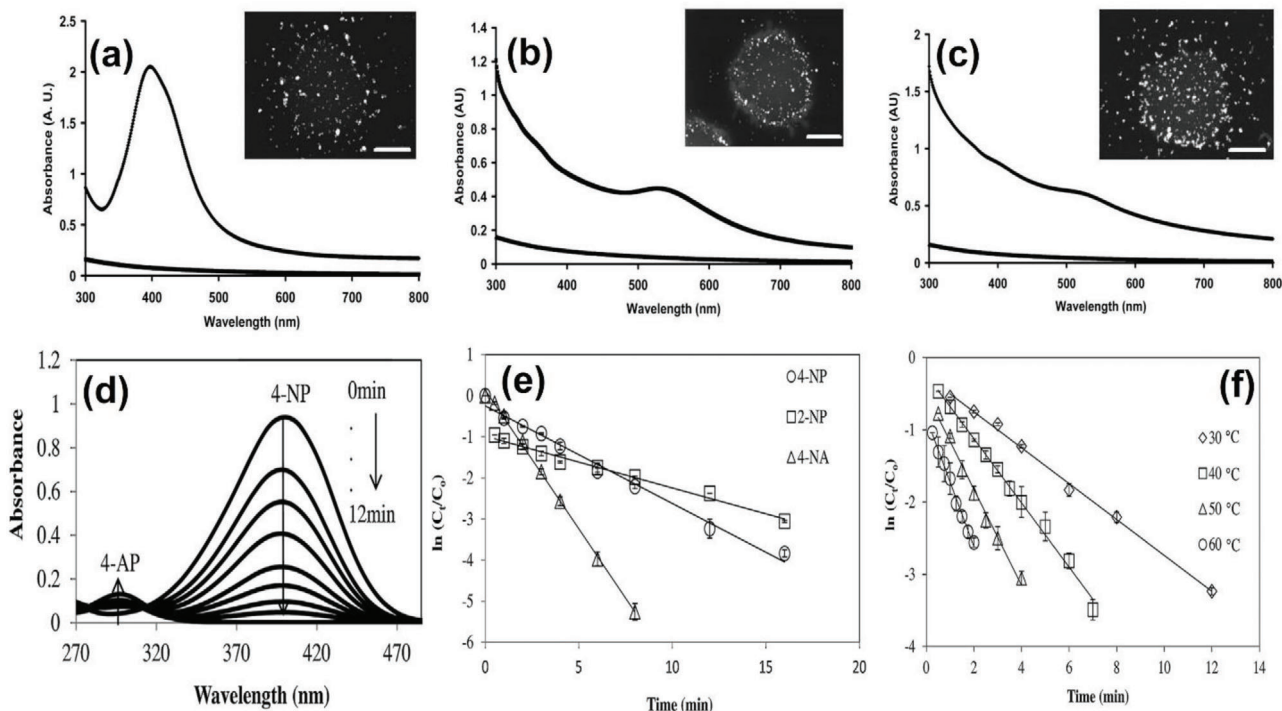 (a)
Absorbance (A. U.)
2.5
2
1.5
1
0.5
0
300 400 500 600 700 800
Wavelength (nm)
(b)
Absorbance (AU)
1.4
1.2
1
0.8
0.6
0.4
0.2
0
300 400 500 600 700 800
Wavelength (nm)
(c)
Absorbance (AU)
2
1.5
1
0.5
0
300 400 500 600 700 800
Wavelength (nm)
(d)
Absorbance
1.2
1
0.8
0.6
0.4
0.2
0
4-NP
0min
12min
4-AP
270 320 370 420 470
Wavelength (nm)
(e)
ln (Ct/Co)
1
0
-1
-2
-3
-4
-5
-6
4-NP
2-NP
4-NA
0 5 10 15 20
Time (min)
(f)
ln (Ct/Co)
0
-1
-2
-3
-4
30 °C
40 °C
50 °C
60 °C
0 2 4 6 8 10 12 14
Time (min)